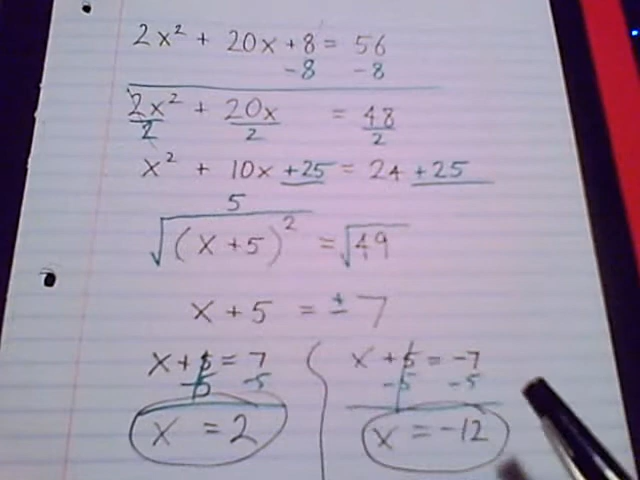 2x² + 20x + 8 = 56
-8 -8
2x² + 20x = 48
2 2 2
x² + 10x +25 = 24 +25
5
√(x + 5)² = √49
x + 5 = ± 7
x + 5 = 7
-5 -5
x = 2
x + 5 = -7
-5 -5
x = -12